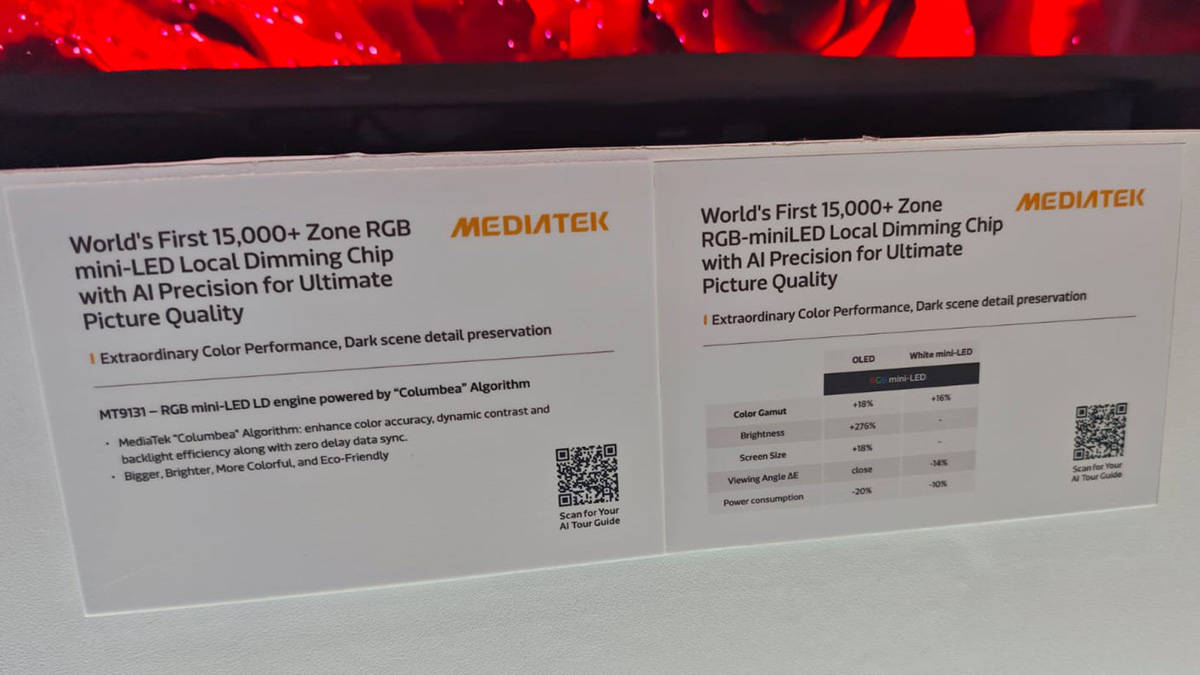 World's First 15,000+ Zone RGB
mini-LED Local Dimming Chip
with AI Precision for Ultimate
Picture Quality
MEDIATEK
Extraordinary Color Performance, Dark scene detail preservation
MT9131 – RGB mini-LED LD engine powered by "Columbea" Algorithm
• MediaTek "Columbea" Algorithm: enhance color accuracy, dynamic contrast and
backlight efficiency along with zero delay data sync.
• Bigger, Brighter, More Colorful, and Eco-Friendly
Scan for Your
AI Tour Guide
World's First 15,000+ Zone
RGB-miniLED Local Dimming Chip
with AI Precision for Ultimate
Picture Quality
MEDIATEK
Extraordinary Color Performance, Dark scene detail preservation
OLED White mini-LED
RGB mini-LED
Color Gamut +18% +16%
Brightness +276% -
Screen Size +18% -
Viewing Angle ΔE close -14%
Power consumption -20% -10%
Scan for Your
AI Tour Guide